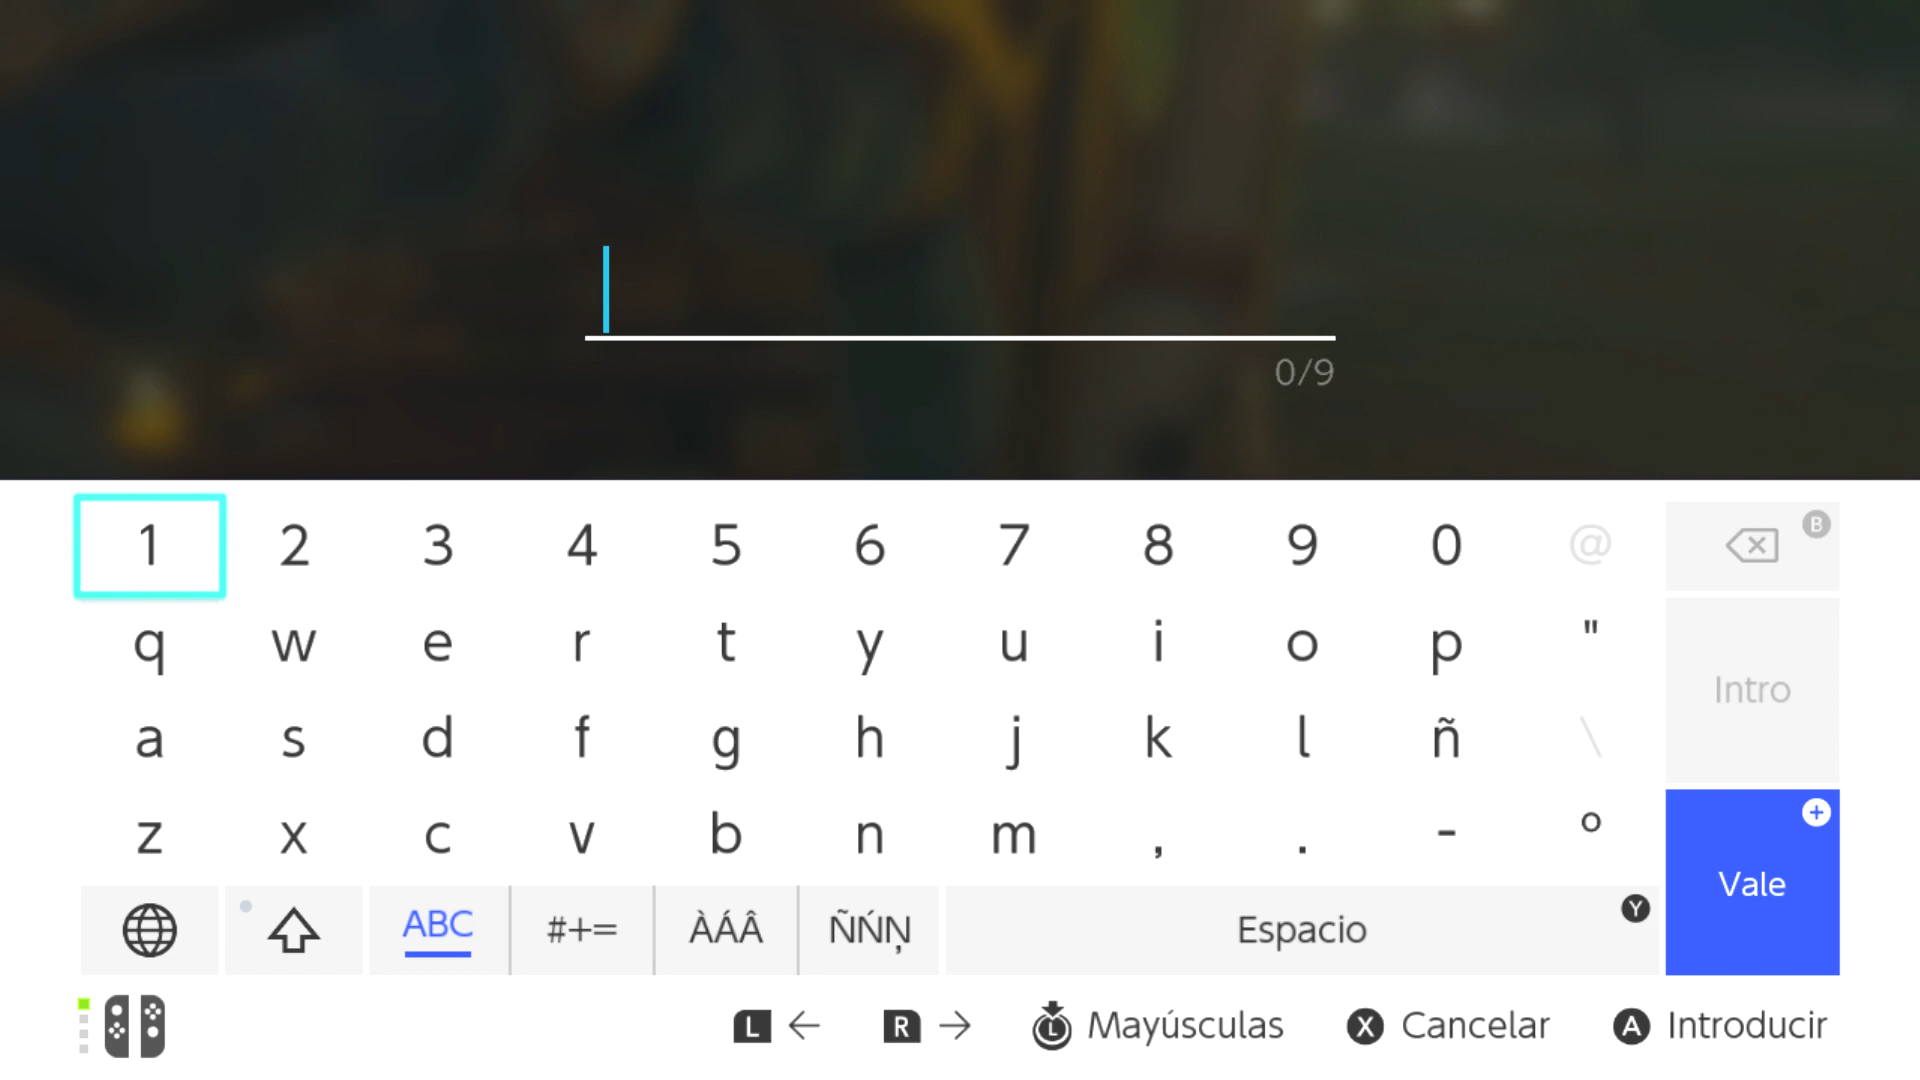 0/9
1 2 3 4 5 6 7 8 9 0 @ B
q w e r t y u i o p "
Intro
a s d f g h j k l ñ \
z x c v b n m , . - º
Vale
ABC #+= ÀÁÂ ÑŃŅ Espacio Y
L ← R → L Mayúsculas X Cancelar A Introducir